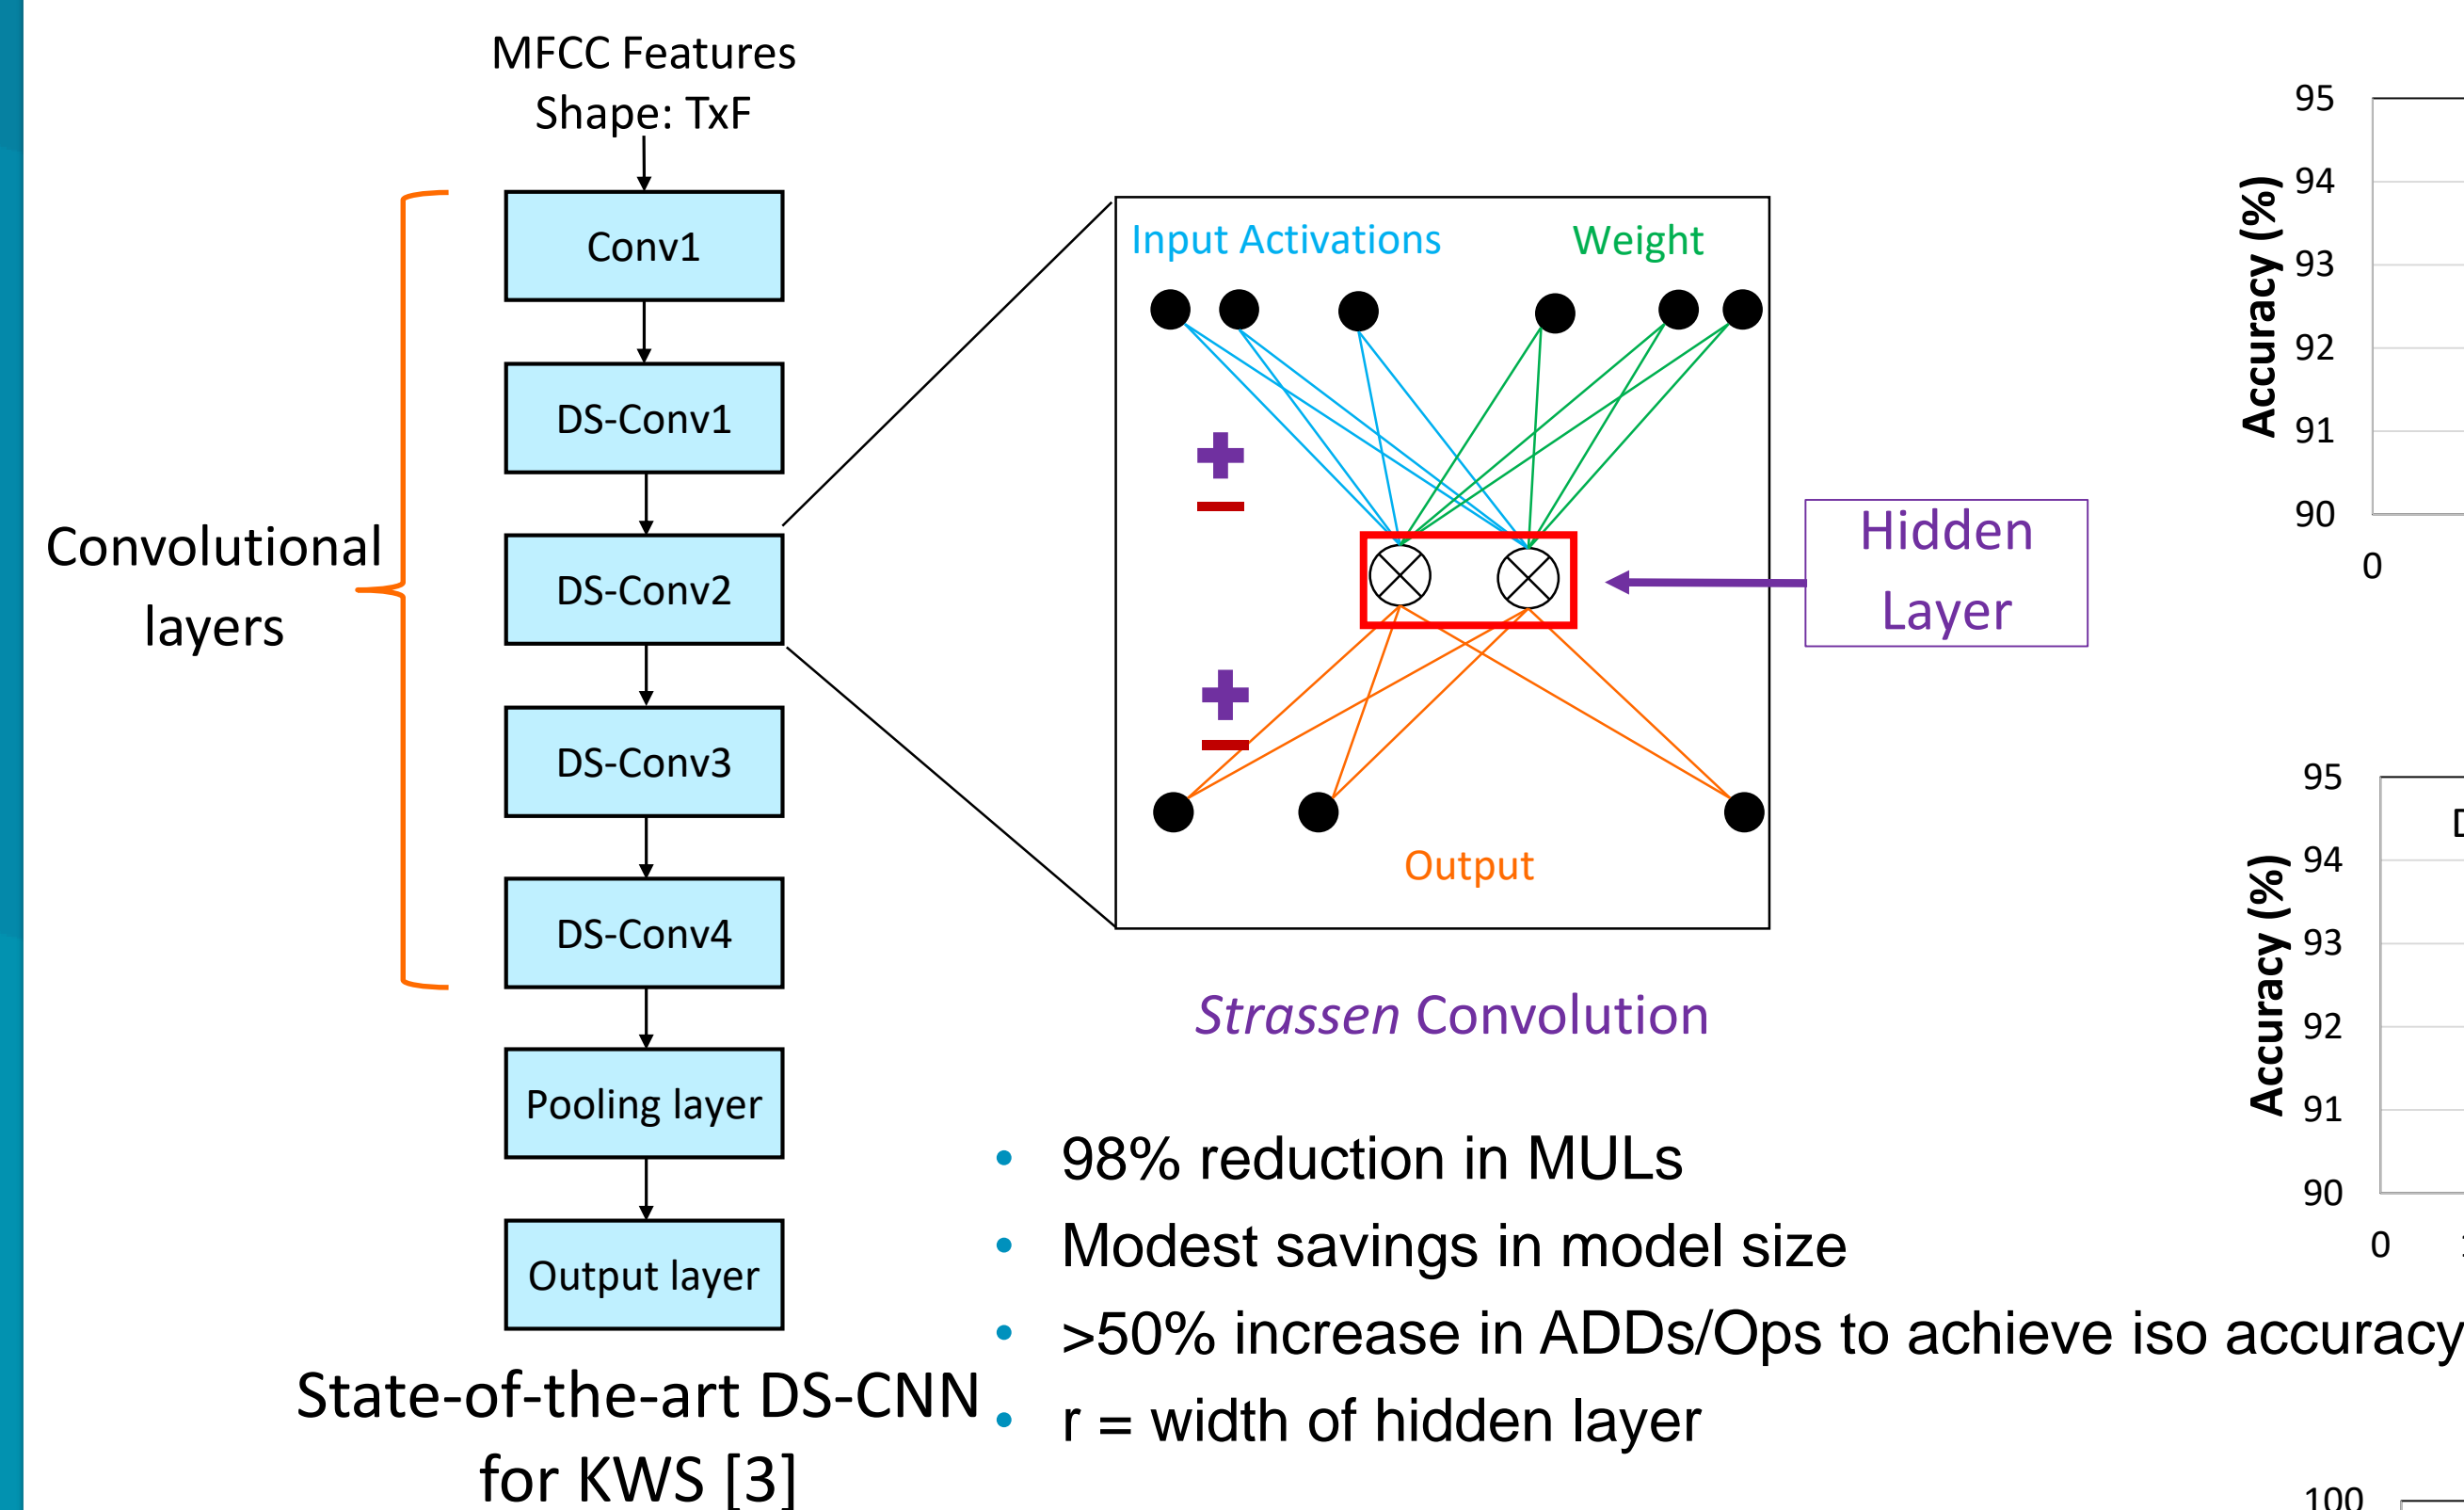 MFCC Features
Shape: TxF
Conv1
DS-Conv1
DS-Conv2
DS-Conv3
DS-Conv4
Pooling layer
Output layer
Convolutional
layers
State-of-the-art DS-CNN
for KWS [3]
Input Activations
Weight
Hidden
Layer
Output
Strassen Convolution
• 98% reduction in MULs
• Modest savings in model size
• >50% increase in ADDs/Ops to achieve iso accuracy
• r = width of hidden layer
Accuracy (%)
95
94
93
92
91
90
0
Accuracy (%)
95
94
93
92
91
90
0
100